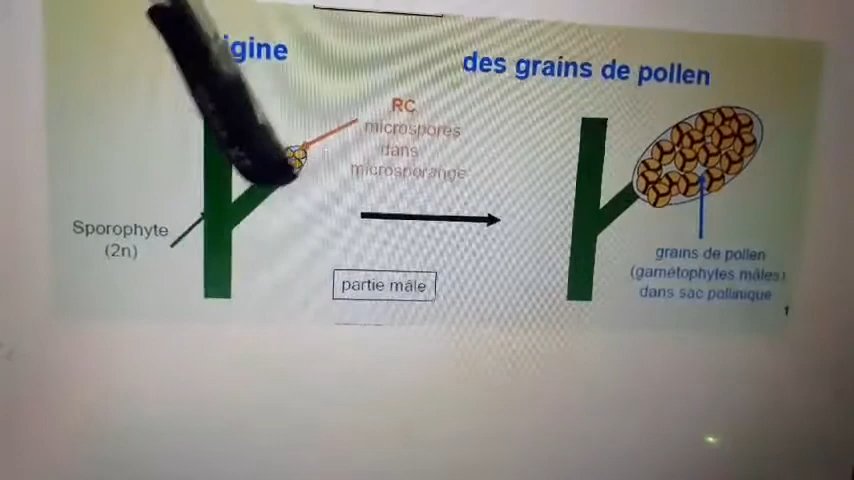 des grains de pollen
RC
microspores
dans
microsporange
Sporophyte
(2n)
partie mâle
grains de pollen
(gamétophytes mâles)
dans sac pollinique
1